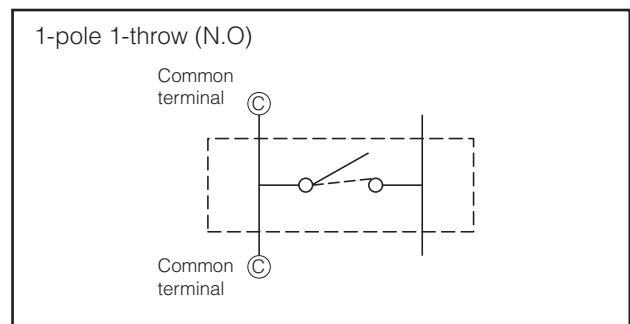 1-pole 1-throw (N.O)
Common
terminal
C
Common
terminal
C